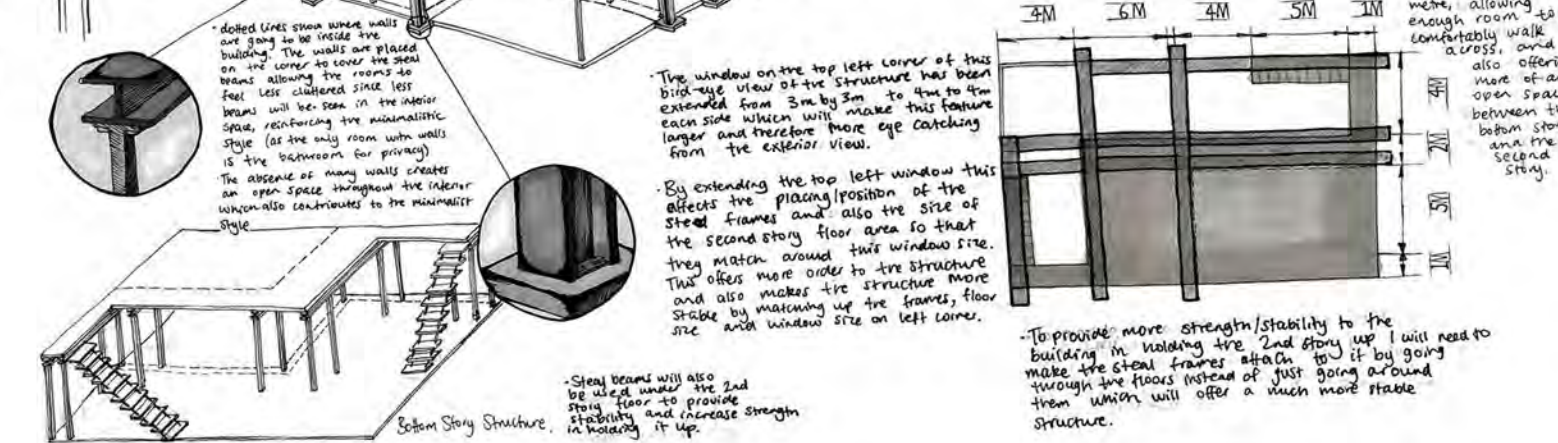 · dotted lines show where walls
are going to be inside the
building. The walls are placed
on the corner to cover the steal
beams allowing the rooms to
feel less cluttered since less
beams will be seen in the interior
space, reinforcing the minimalistic
style (as the only room with walls
is the bathroom for privacy)
The absence of many walls creates
an open space throughout the interior
which also contributes to the minimalist
style
Bottom Story Structure.
· Steal beams will also
be used under the 2nd
story floor to provide
stability and increase strength
in holding it up.
· The window on the top left corner of this
bird-eye view of the structure has been
extended from 3m by 3m to 4m to 4m
each side which will make this feature
larger and therefore more eye catching
from the exterior view.
· By extending the top left window this
affects the placing/position of the
steel frames and also the size of
the second story floor area so that
they match around this window size.
This offers more order to the structure
and also makes the structure more
stable by matching up the frames, floor
size and window size on left corner.
4M 6M 4M 5M 1M
4M
2M
5M
1M
metre, allowing
enough room to
comfortably walk
across, and
also offering
more of an
open space
between the
bottom story
and the
second
story.
- To provide more strength/stability to the
building in holding the 2nd story up I will need to
make the steal frames attach to it by going
through the floors instead of just going around
them which will offer a much more stable
structure.